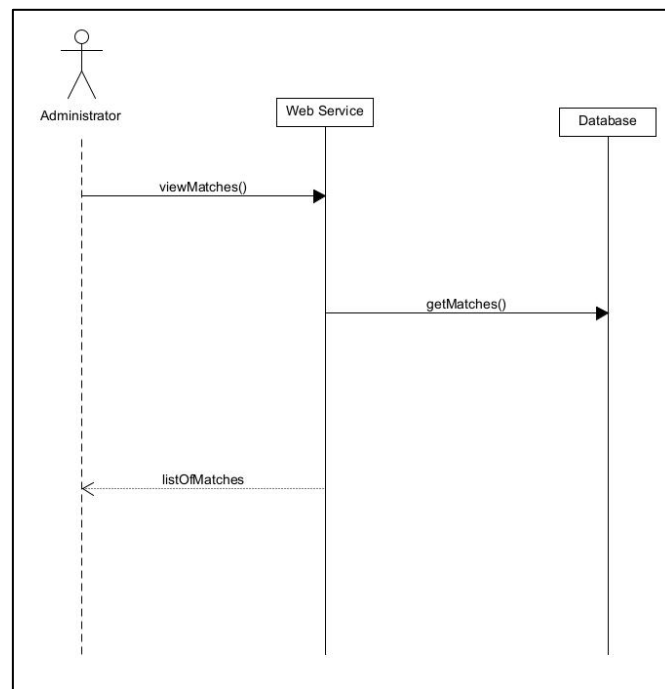 Administrator
Web Service
Database
viewMatches()
getMatches()
listOfMatches